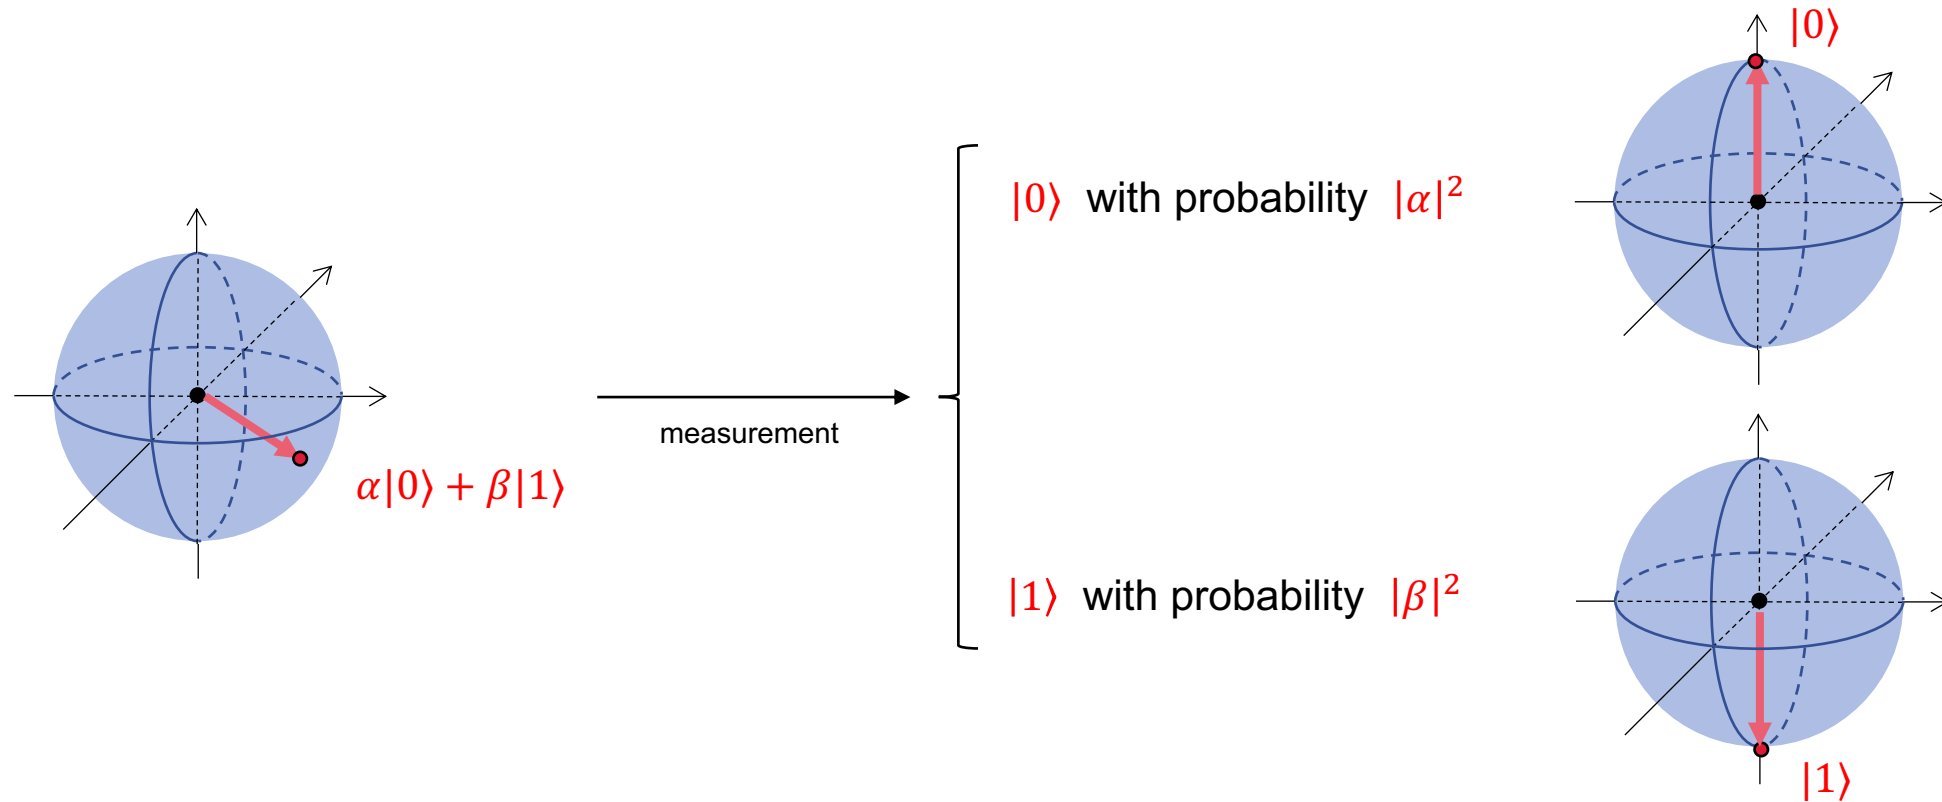 α|0⟩ + β|1⟩
measurement
|0⟩ with probability |α|²
|1⟩ with probability |β|²
|0⟩
|1⟩